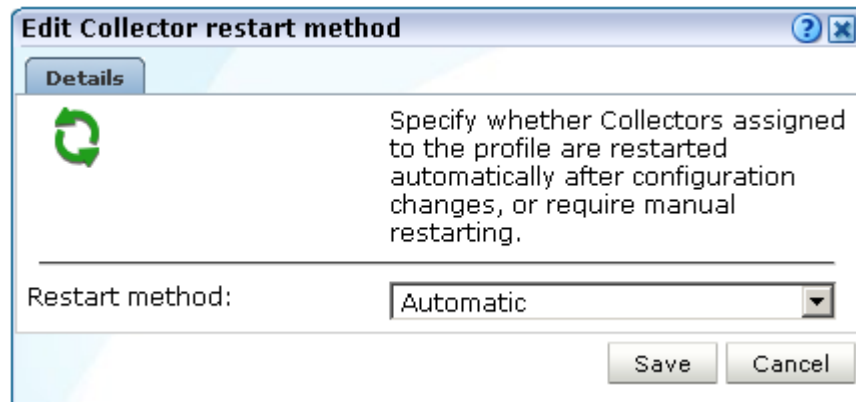 Edit Collector restart method
Details
Specify whether Collectors assigned
to the profile are restarted
automatically after configuration
changes, or require manual
restarting.
Restart method: Automatic
Save Cancel